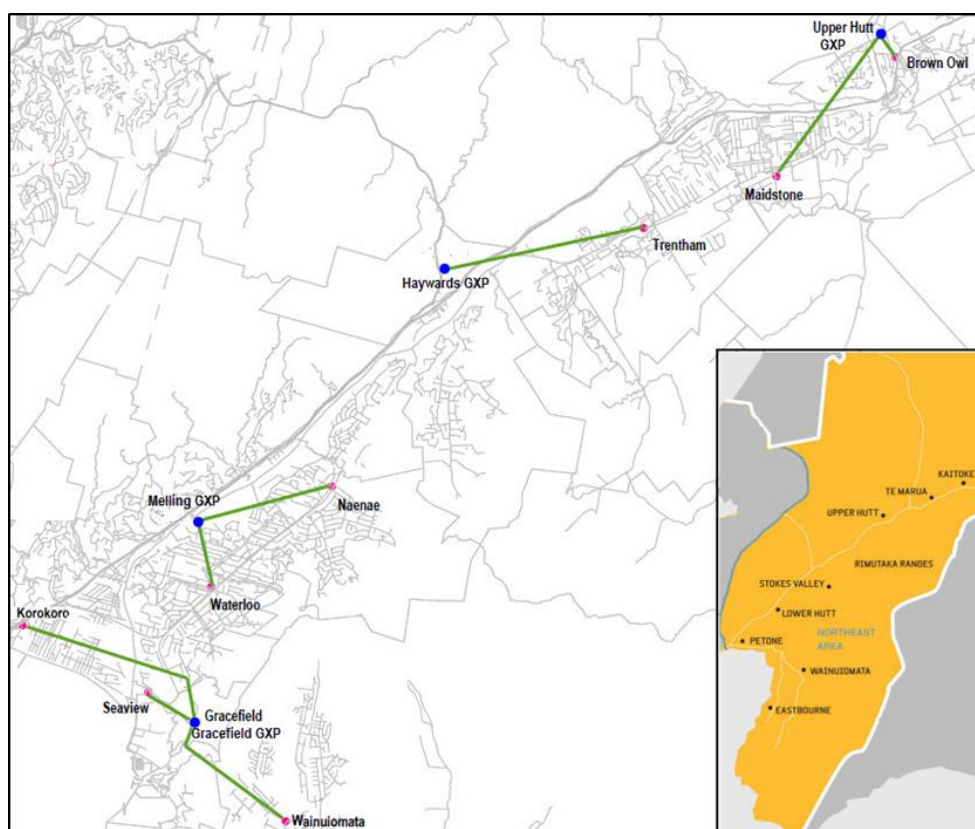 Upper Hutt
GXP
Brown Owl
Maidstone
Trentham
Haywards GXP
Melling GXP
Naenae
Waterloo
Korokoro
Seaview
Gracefield
Gracefield GXP
Wainuiomata
KAITOKE
TE MARUA
UPPER HUTT
RIMUTAKA RANGES
STOKES VALLEY
LOWER HUTT
NORTHEAST
AREA
PETONE
WAINUIOMATA
EASTBOURNE